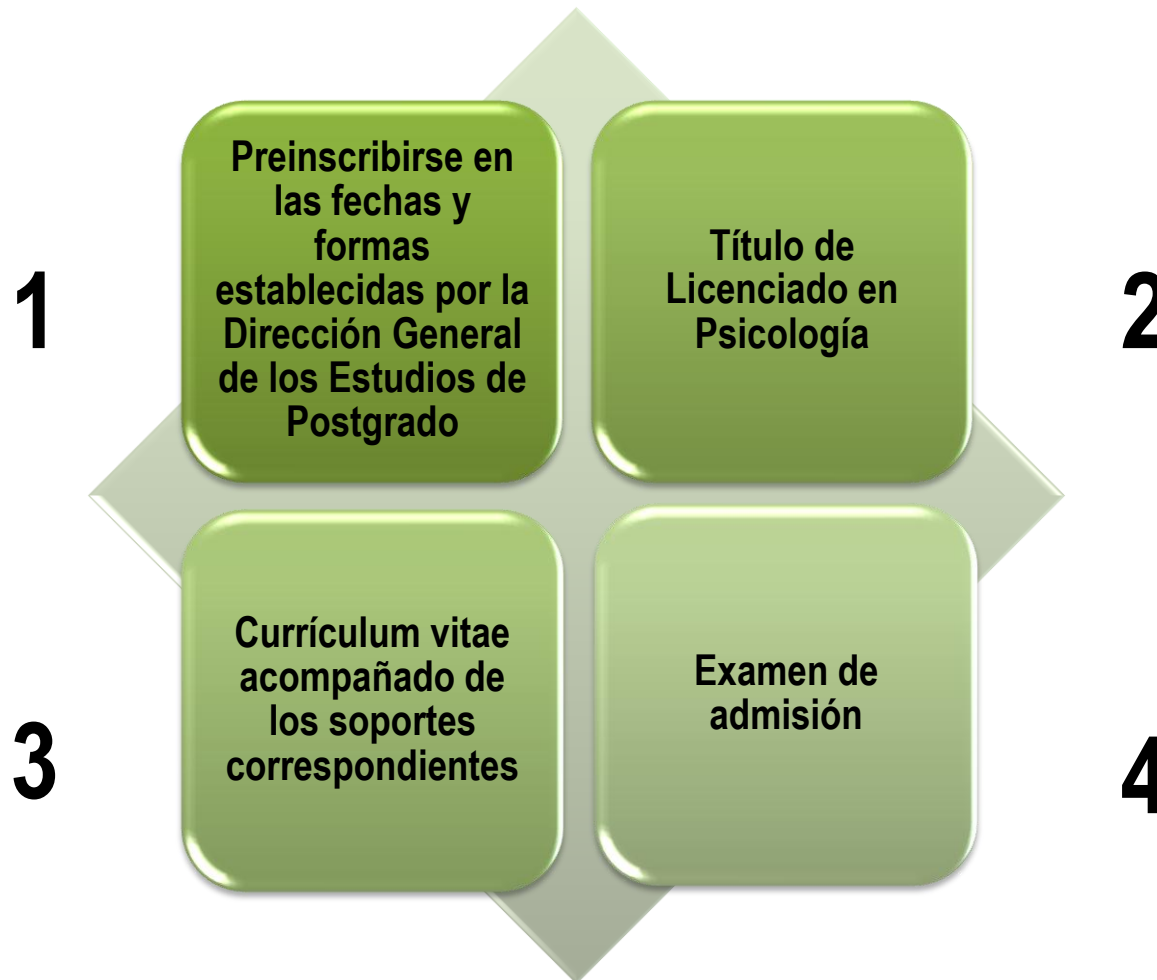 1
Preinscribirse en
las fechas y
formas
establecidas por la
Dirección General
de los Estudios de
Postgrado
Título de
Licenciado en
Psicología
2
3
Currículum vitae
acompañado de
los soportes
correspondientes
Examen de
admisión
4